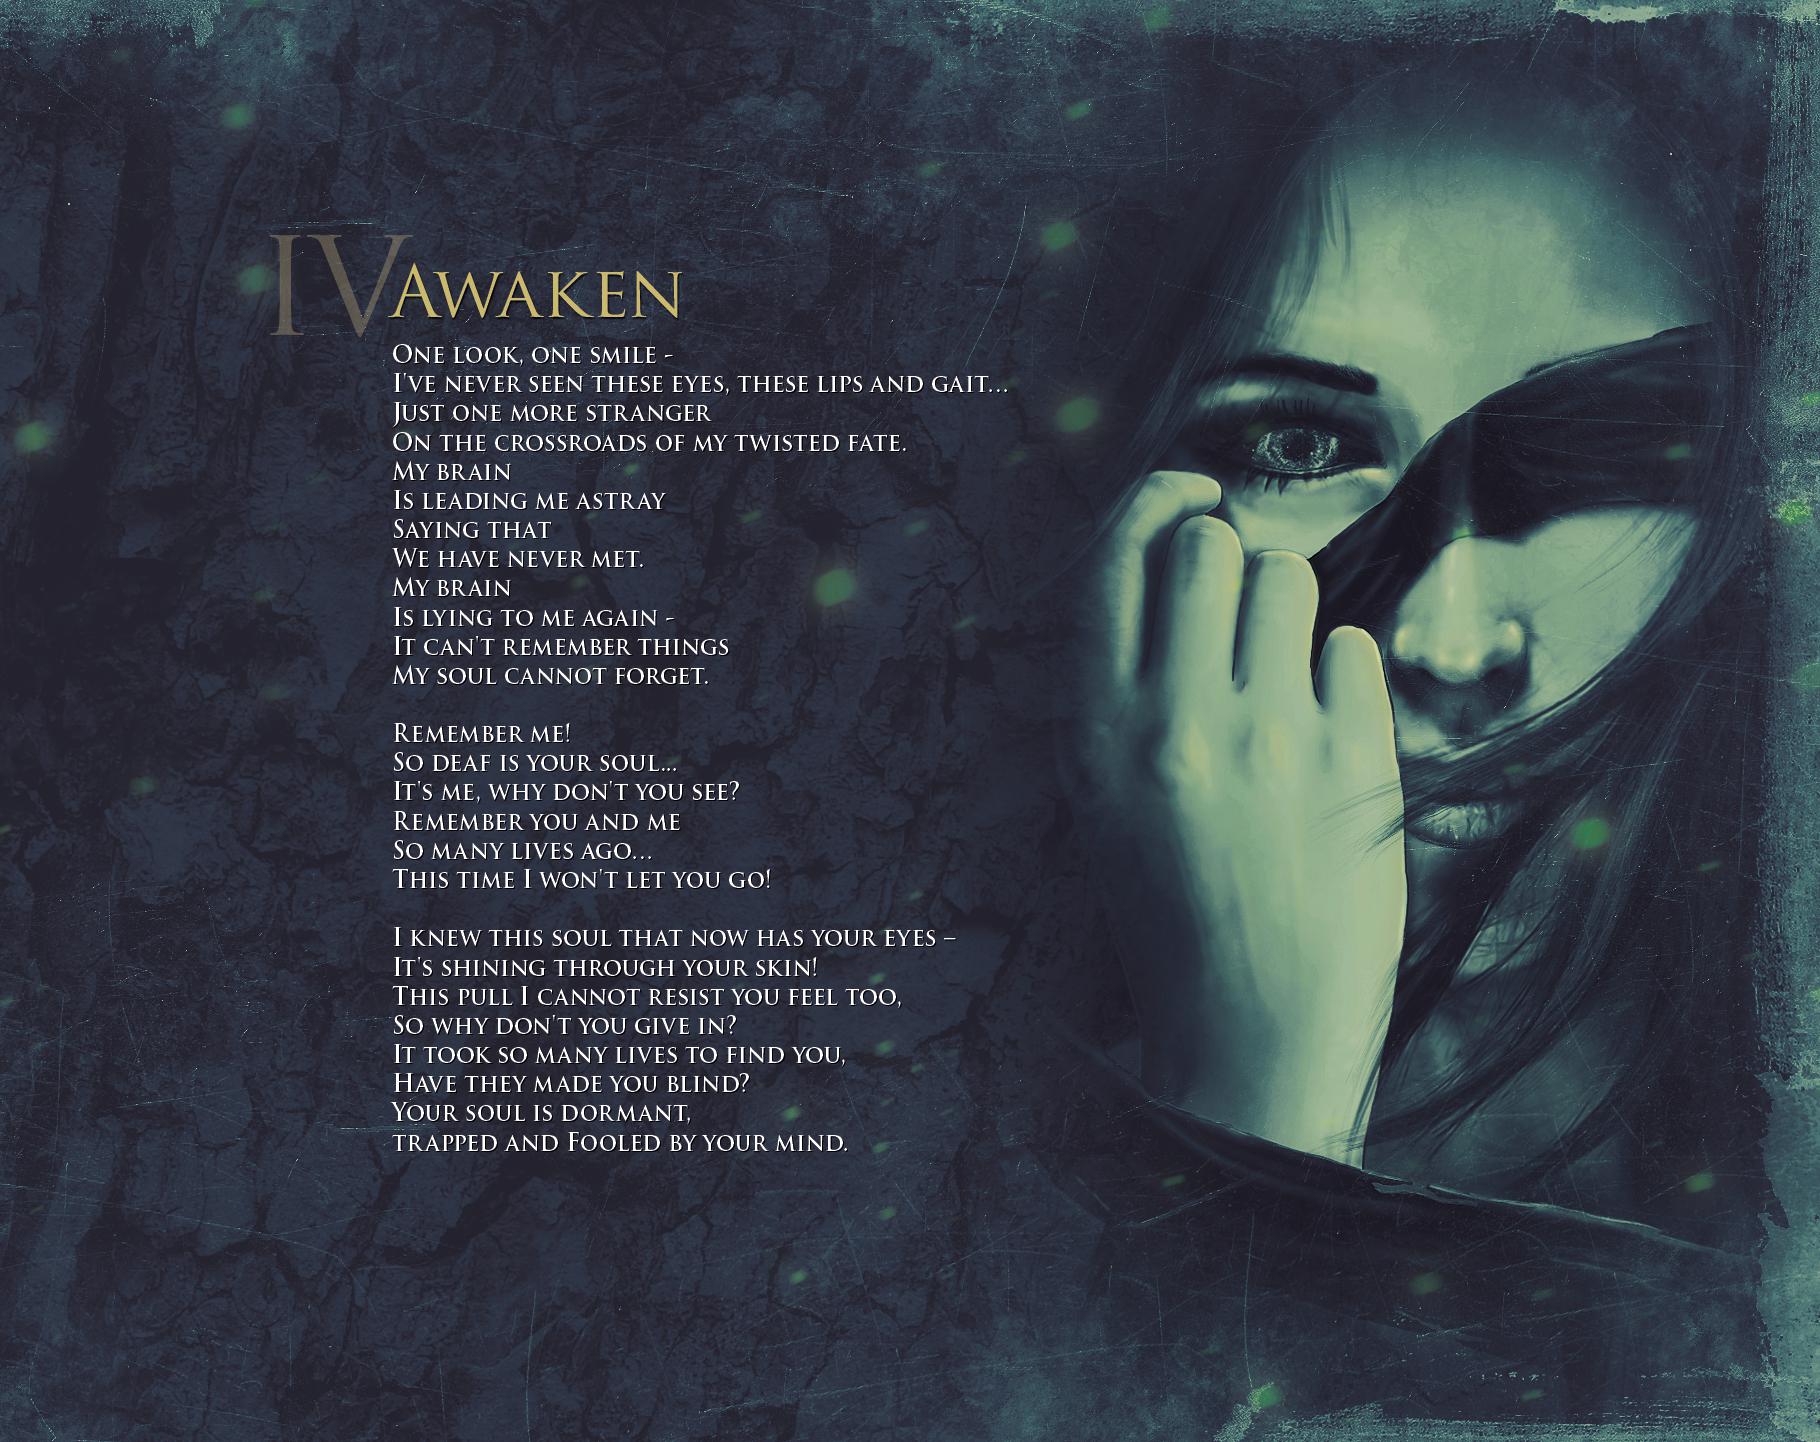 IV Awaken
One look, one smile -
I've never seen these eyes, these lips and gait...
Just one more stranger
On the crossroads of my twisted fate.
My brain
Is leading me astray
Saying that
We have never met.
My brain
Is lying to me again -
It can't remember things
My soul cannot forget.

Remember me!
So deaf is your soul...
It's me, why don't you see?
Remember you and me
So many lives ago...
This time I won't let you go!

I knew this soul that now has your eyes –
It's shining through your skin!
This pull I cannot resist you feel too,
So why don't you give in?
It took so many lives to find you,
Have they made you blind?
Your soul is dormant,
trapped and Fooled by your mind.